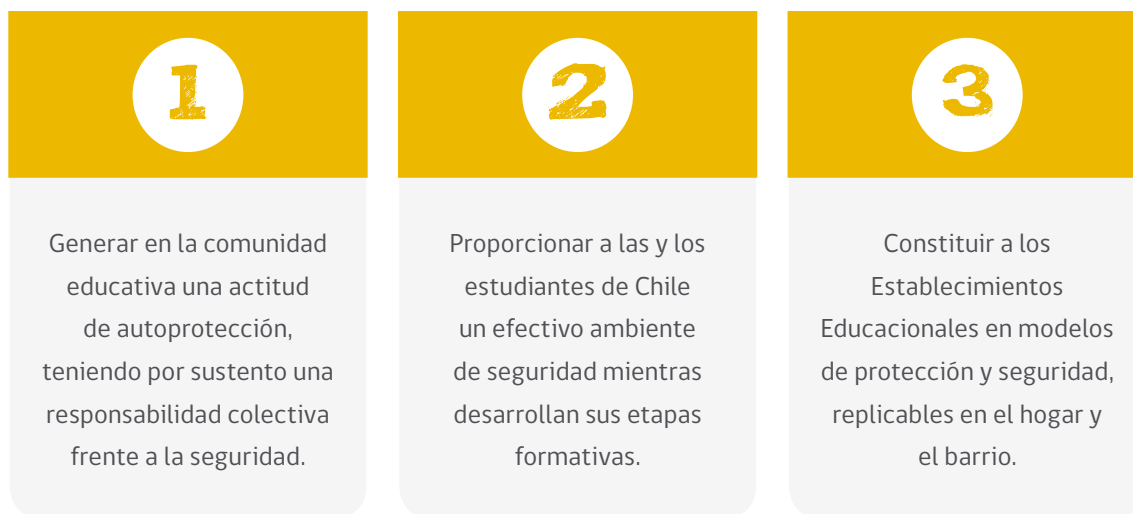 1
Generar en la comunidad
educativa una actitud
de autoprotección,
teniendo por sustento una
responsabilidad colectiva
frente a la seguridad.
2
Proporcionar a las y los
estudiantes de Chile
un efectivo ambiente
de seguridad mientras
desarrollan sus etapas
formativas.
3
Constituir a los
Establecimientos
Educacionales en modelos
de protección y seguridad,
replicables en el hogar y
el barrio.